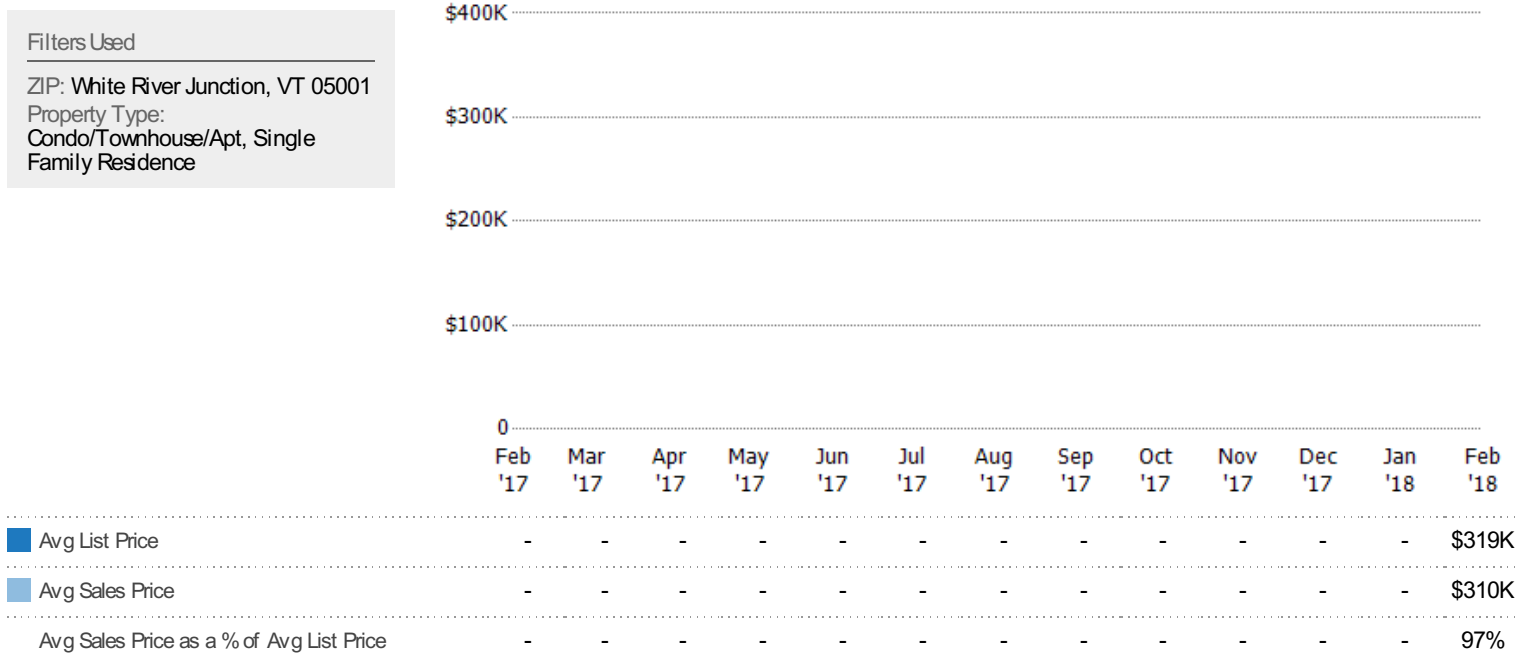 Filters Used
ZIP: White River Junction, VT 05001
Property Type:
Condo/Townhouse/Apt, Single
Family Residence
$400K
$300K
$200K
$100K
0
Feb Mar Apr May Jun Jul Aug Sep Oct Nov Dec Jan Feb
'17 '17 '17 '17 '17 '17 '17 '17 '17 '17 '17 '18 '18
Avg List Price - - - - - - - - - - - - $319K
Avg Sales Price - - - - - - - - - - - - $310K
Avg Sales Price as a % of Avg List Price - - - - - - - - - - - - 97%